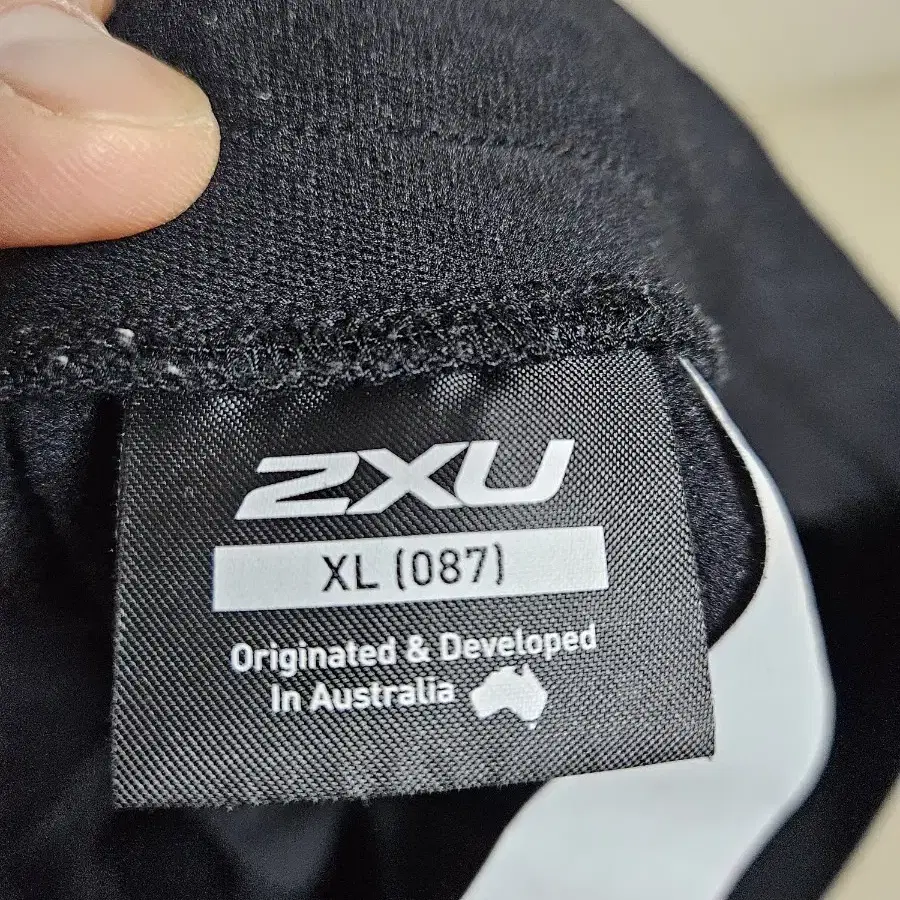 2XU
XL (087)
Originated & Developed
In Australia